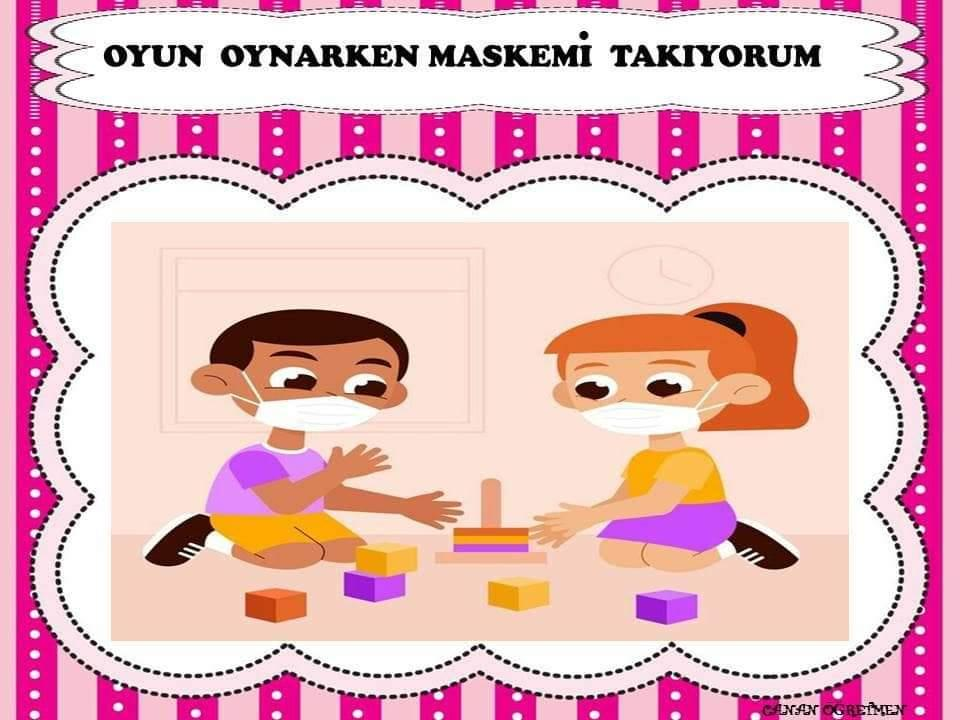 OYUN OYNARKEN MASKEMİ TAKIYORUM
CANAN ÖĞRETMEN